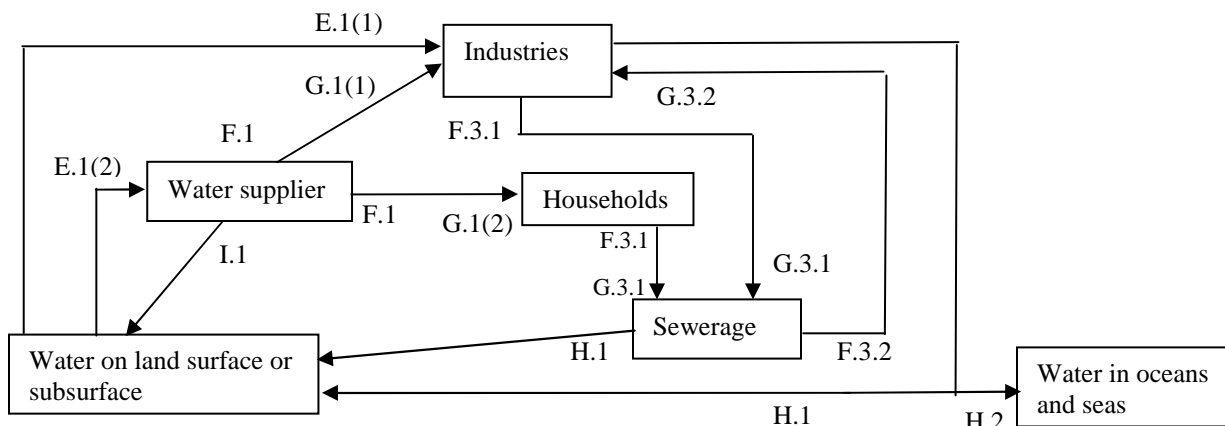 E.1(1)
Industries
G.1(1)
G.3.2
F.1
F.3.1
E.1(2)
Water supplier
Households
F.1
G.1(2)
F.3.1
I.1
G.3.1
G.3.1
Sewerage
Water on land surface or
subsurface
H.1
F.3.2
Water in oceans
and seas
H.1
H.2